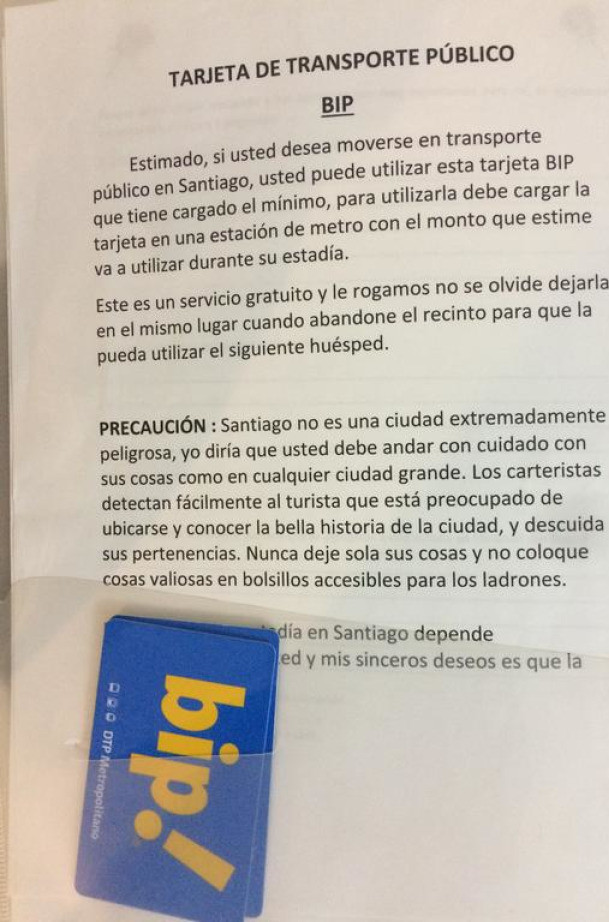 TARJETA DE TRANSPORTE PÚBLICO
BIP
Estimado, si usted desea moverse en transporte
público en Santiago, usted puede utilizar esta tarjeta BIP
que tiene cargado el mínimo, para utilizarla debe cargar la
tarjeta en una estación de metro con el monto que estime
va a utilizar durante su estadía.
Este es un servicio gratuito y le rogamos no se olvide dejarla
en el mismo lugar cuando abandone el recinto para que la
pueda utilizar el siguiente huésped.
PRECAUCIÓN : Santiago no es una ciudad extremadamente
peligrosa, yo diría que usted debe andar con cuidado con
sus cosas como en cualquier ciudad grande. Los carteristas
detectan fácilmente al turista que está preocupado de
ubicarse y conocer la bella historia de la ciudad, y descuida
sus pertenencias. Nunca deje sola sus cosas y no coloque
cosas valiosas en bolsillos accesibles para los ladrones.
día en Santiago depende
ed y mis sinceros deseos es que la
bip!
DTP Metropolitano